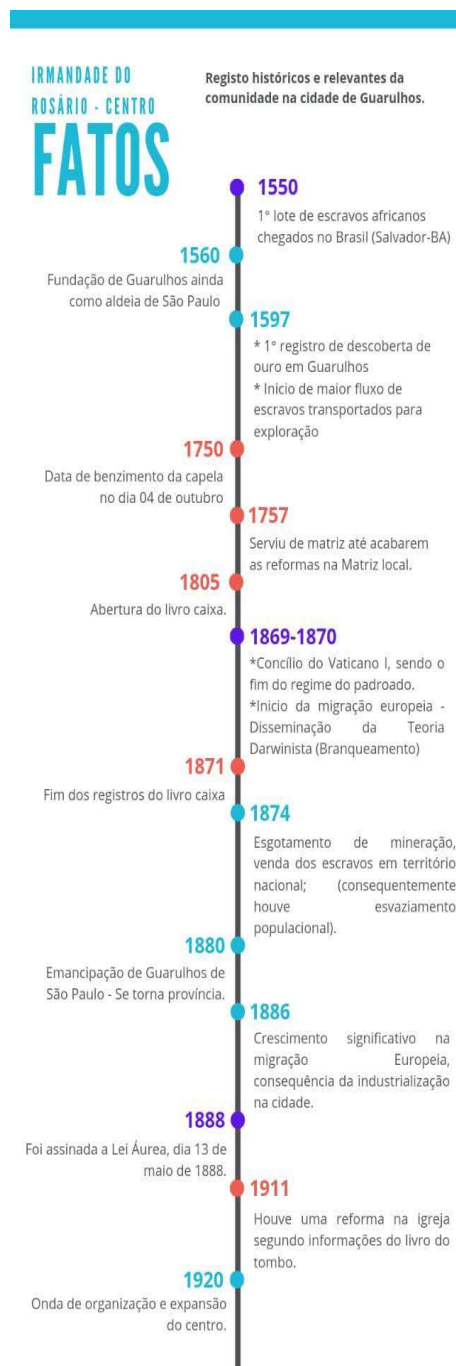 IRMANDADE DO
ROSÁRIO - CENTRO
FATOS
Registo históricos e relevantes da
comunidade na cidade de Guarulhos.
1550
1° lote de escravos africanos
chegados no Brasil (Salvador-BA)
1560
Fundação de Guarulhos ainda
como aldeia de São Paulo
1597
* 1° registro de descoberta de
ouro em Guarulhos
* Inicio de maior fluxo de
escravos transportados para
exploração
1750
Data de benzimento da capela
no dia 04 de outubro
1757
Serviu de matriz até acabarem
as reformas na Matriz local.
1805
Abertura do livro caixa.
1869-1870
*Concílio do Vaticano I, sendo o
fim do regime do padroado.
*Inicio da migração europeia -
Disseminação da Teoria
Darwinista (Branqueamento)
1871
Fim dos registros do livro caixa
1874
Esgotamento de mineração,
venda dos escravos em território
nacional; (consequentemente
houve esvaziamento
populacional).
1880
Emancipação de Guarulhos de
São Paulo - Se torna província.
1886
Crescimento significativo na
migração Europeia,
consequência da industrialização
na cidade.
1888
Foi assinada a Lei Áurea, dia 13 de
maio de 1888.
1911
Houve uma reforma na igreja
segundo informações do livro do
tombo.
1920
Onda de organização e expansão
do centro.